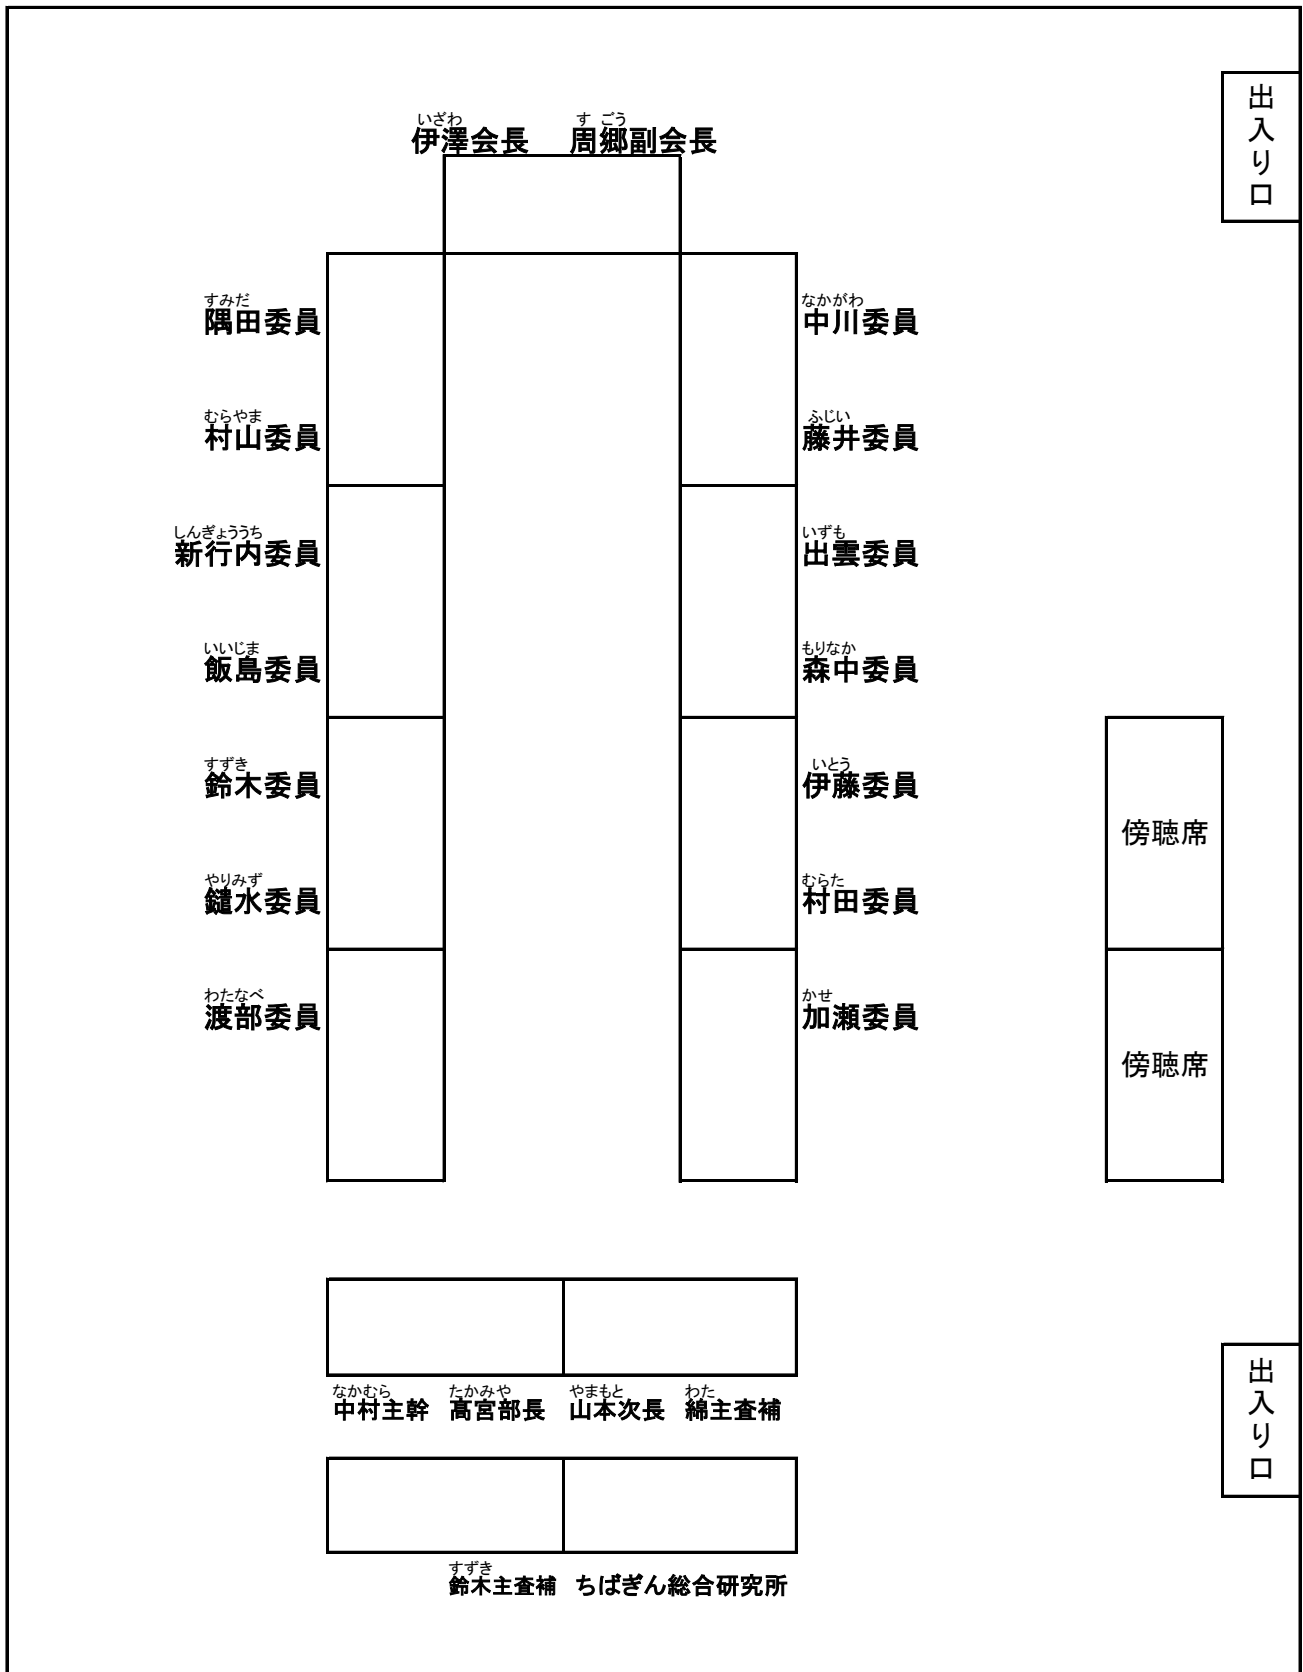 出入り口
いざわ すごう
伊澤会長 周郷副会長
すみだ なかがわ
隅田委員 中川委員
むらやま ふじい
村山委員 藤井委員
しんぎょううち いずも
新行内委員 出雲委員
いいじま もりなか
飯島委員 森中委員
すずき いとう
鈴木委員 伊藤委員
傍聴席
やりみず むらた
鑓水委員 村田委員
わたなべ かせ
渡部委員 加瀬委員
傍聴席
出入り口
なかむら たかみや やまもと わた
中村主幹 髙宮部長 山本次長 綿主査補
すずき
鈴木主査補 ちばぎん総合研究所